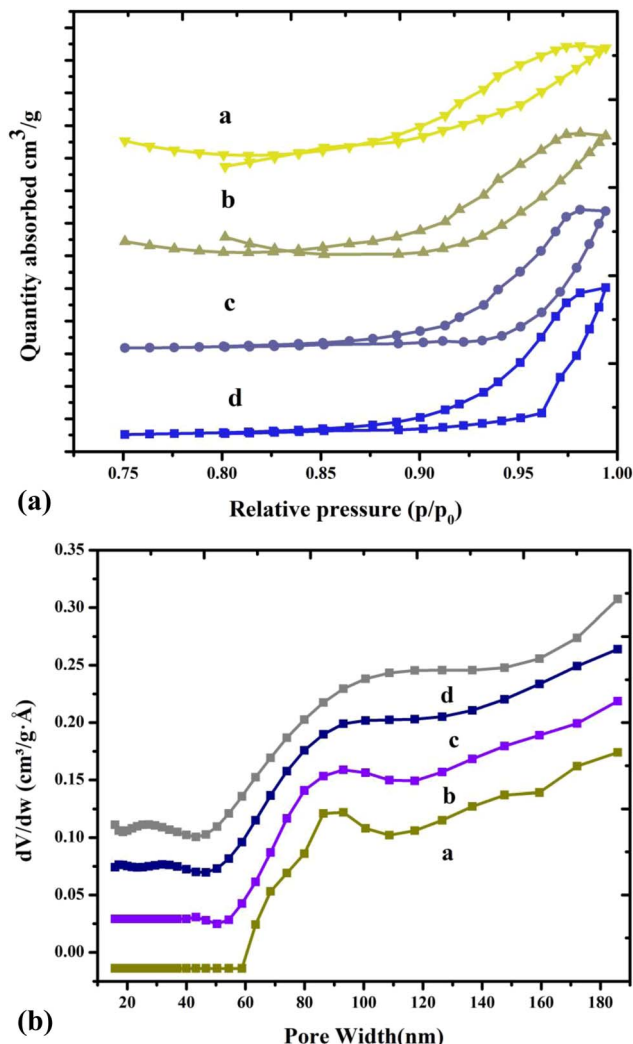 Quantity absorbed cm³/g
a
b
c
d
0.75 0.80 0.85 0.90 0.95 1.00
(a)
Relative pressure (p/p₀)
dV/dw (cm³/g·Å)
0.35
0.30
0.25
0.20
0.15
0.10
0.05
0.00
d
c
b
a
20 40 60 80 100 120 140 160 180
(b)
Pore Width(nm)